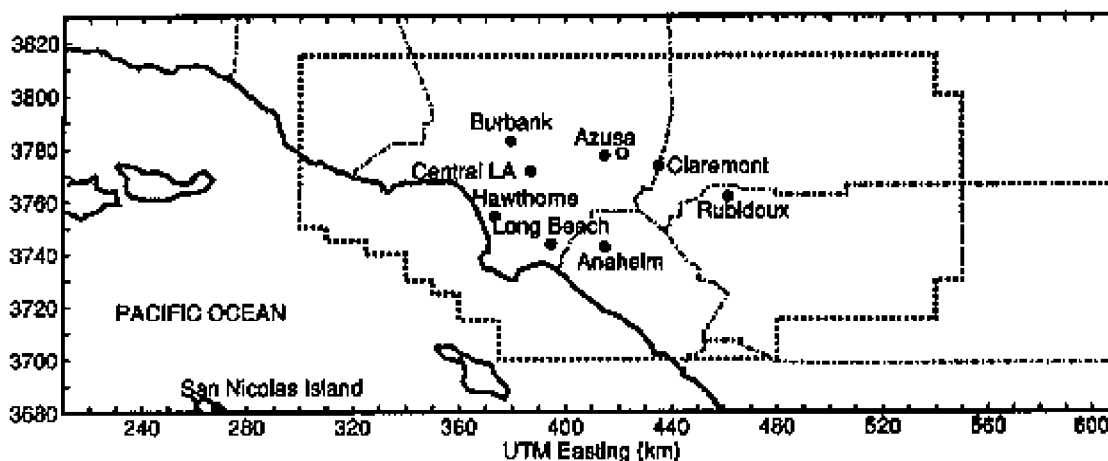 3820
3800
3780
3760
3740
3720
3700
3680
Burbank
Azusa
Central LA
Claremont
Hawthorne
Rubidoux
Long Beach
Anaheim
PACIFIC OCEAN
San Nicolas Island
240 280 320 360 400 440 480 520 560 600
UTM Easting (km)